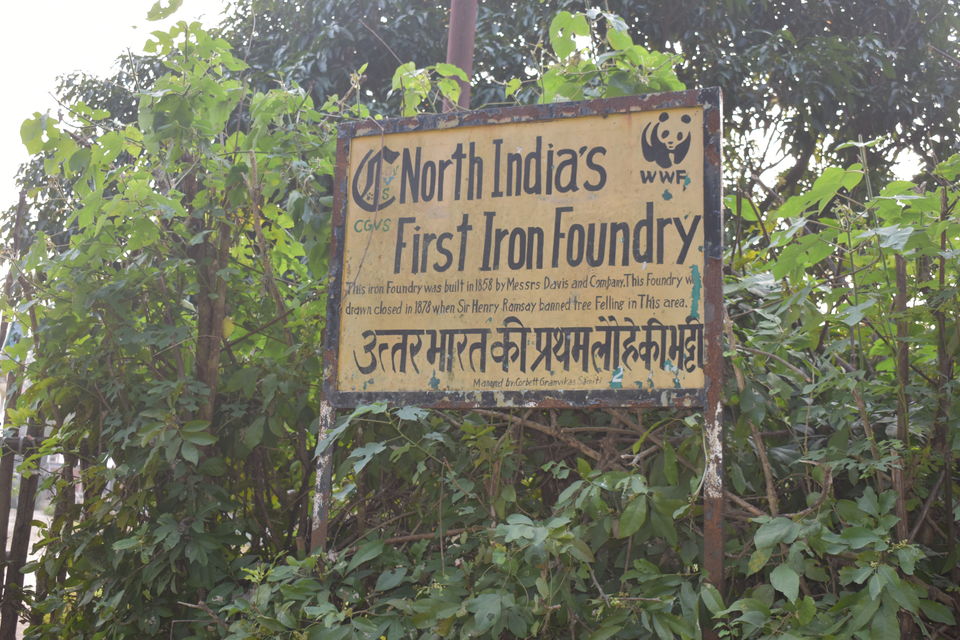 North India's
WWF
CGVS
First Iron Foundry
This iron Foundry was built in 1858 by Messrs Davis and Company.This Foundry w
drawn closed in 1878 when Sir Henry Ramsay banned tree Felling in This area.
उत्तर भारत की प्रथम लौहे की भट्टी
Managed by:Corbett Gramvikas Samiti